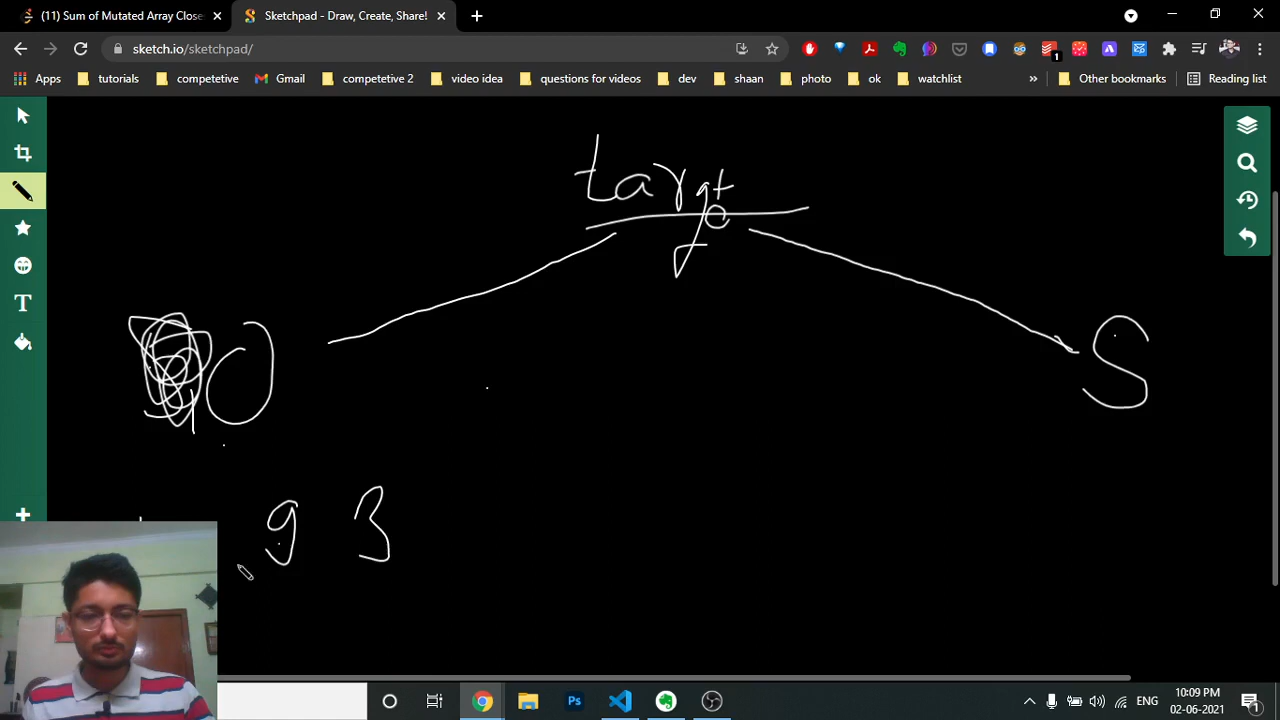 (11) Sum of Mutated Array Close
Sketchpad - Draw, Create, Share!
sketch.io/sketchpad/
Apps tutorials competetive Gmail competetive 2 video idea questions for videos dev shaan photo ok watchlist » Other bookmarks Reading list
target
0 S
9 3
ENG
10:09 PM
02-06-2021